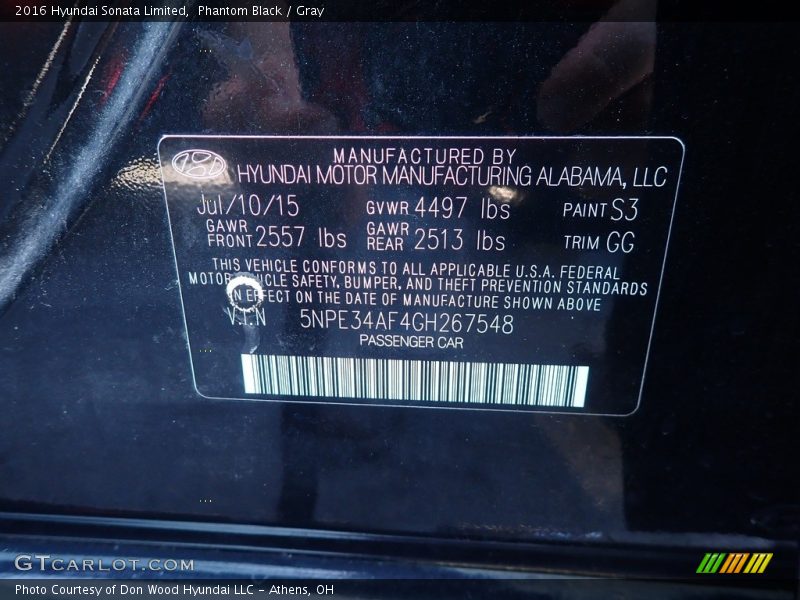 2016 Hyundai Sonata Limited, Phantom Black / Gray
MANUFACTURED BY
HYUNDAI MOTOR MANUFACTURING ALABAMA, LLC
Jul/10/15 GVWR 4497 lbs PAINT S3
GAWR FRONT 2557 lbs GAWR REAR 2513 lbs TRIM GG
THIS VEHICLE CONFORMS TO ALL APPLICABLE U.S.A. FEDERAL
MOTOR VEHICLE SAFETY, BUMPER, AND THEFT PREVENTION STANDARDS
IN EFFECT ON THE DATE OF MANUFACTURE SHOWN ABOVE
V.I.N 5NPE34AF4GH267548
PASSENGER CAR
GTCARLOT.COM
Photo Courtesy of Don Wood Hyundai LLC - Athens, OH